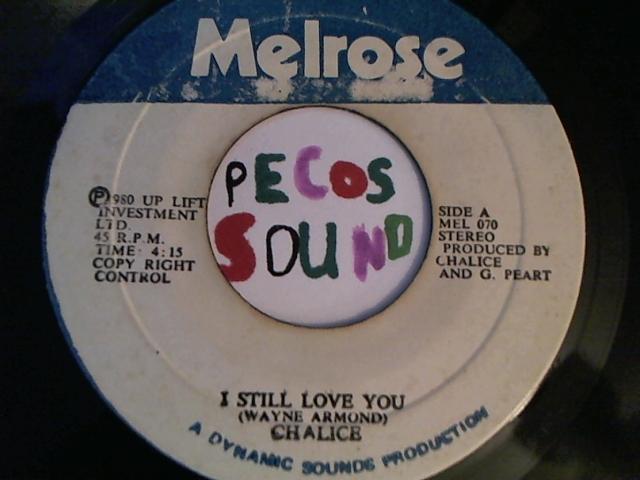 Melrose
PECOS
SOUND
Ⓟ 1980 UP LIFT
INVESTMENT
LTD.
45 R.P.M.
TIME: 4:15
COPY RIGHT
CONTROL
SIDE A
MEL 070
STEREO
PRODUCED BY
CHALICE
AND G. PEART
I STILL LOVE YOU
(WAYNE ARMOND)
CHALICE
A DYNAMIC SOUNDS PRODUCTION